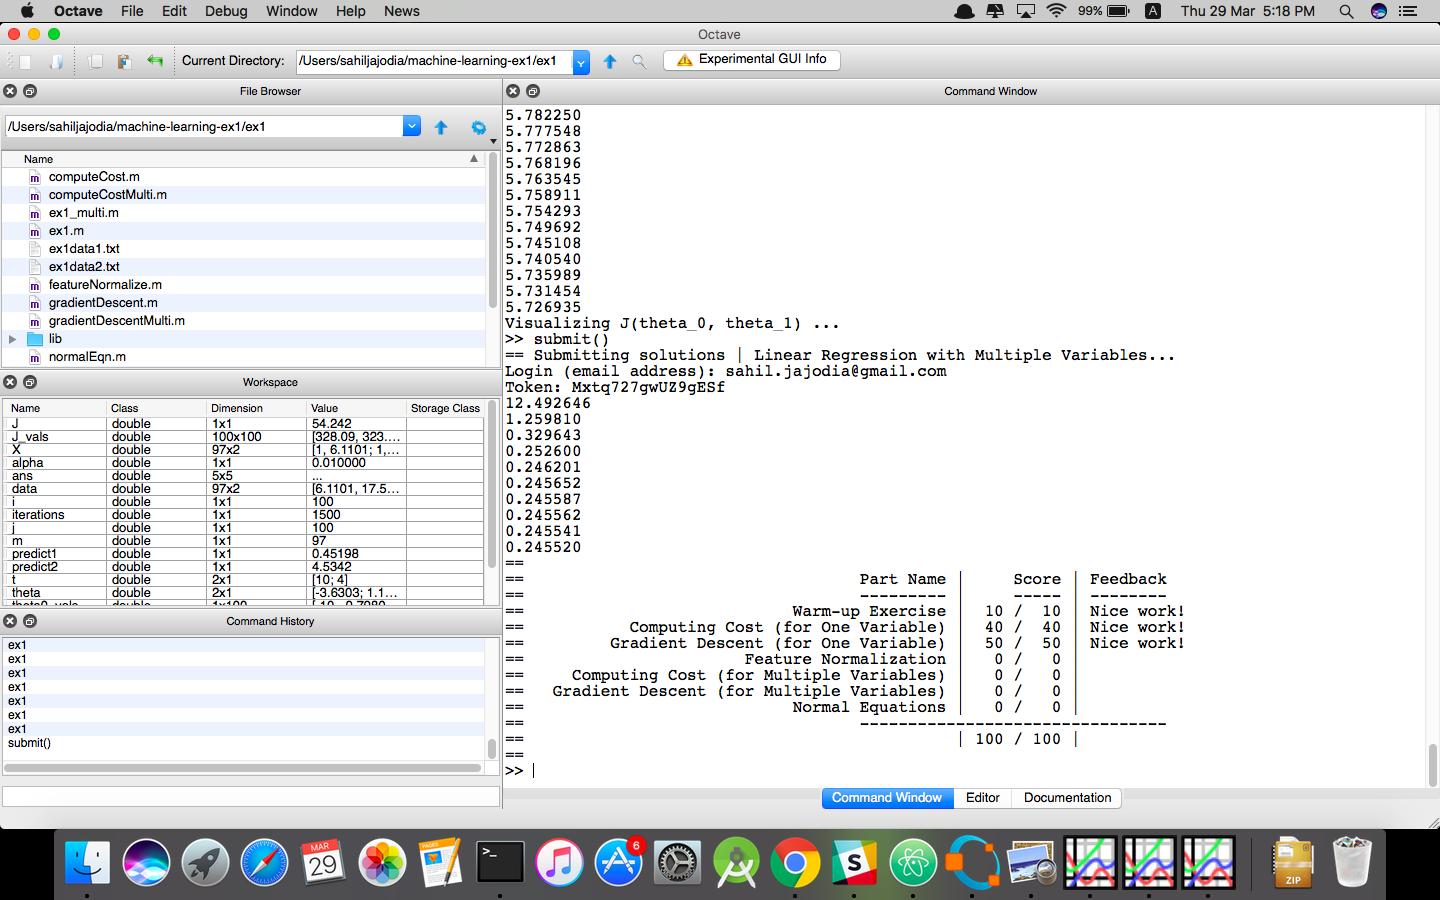 Octave File Edit Debug Window Help News 99% A Thu 29 Mar 5:18 PM
Octave
Current Directory: /Users/sahiljajodia/machine-learning-ex1/ex1 Experimental GUI Info
File Browser
/Users/sahiljajodia/machine-learning-ex1/ex1
Name
computeCost.m
computeCostMulti.m
ex1_multi.m
ex1.m
ex1data1.txt
ex1data2.txt
featureNormalize.m
gradientDescent.m
gradientDescentMulti.m
lib
normalEqn.m
Workspace
Name Class Dimension Value Storage Class
J double 1x1 54.242
J_vals double 100x100 [328.09, 323....
X double 97x2 [1, 6.1101; 1,...
alpha double 1x1 0.010000
ans double 5x5 ...
data double 97x2 [6.1101, 17.5...
i double 1x1 100
iterations double 1x1 1500
j double 1x1 100
m double 1x1 97
predict1 double 1x1 0.45198
predict2 double 1x1 4.5342
t double 2x1 [10; 4]
theta double 2x1 [-3.6303; 1.1...
Command History
ex1
ex1
ex1
ex1
ex1
ex1
ex1
submit()
Command Window
5.782250
5.777548
5.772863
5.768196
5.763545
5.758911
5.754293
5.749692
5.745108
5.740540
5.735989
5.731454
5.726935
Visualizing J(theta_0, theta_1) ...
>> submit()
== Submitting solutions | Linear Regression with Multiple Variables...
Login (email address): sahil.jajodia@gmail.com
Token: Mxtq727gwUZ9gESf
12.492646
1.259810
0.329643
0.252600
0.246201
0.245652
0.245587
0.245562
0.245541
0.245520
==
== Part Name | Score | Feedback
== --------- | ----- | --------
== Warm-up Exercise | 10 / 10 | Nice work!
== Computing Cost (for One Variable) | 40 / 40 | Nice work!
== Gradient Descent (for One Variable) | 50 / 50 | Nice work!
== Feature Normalization | 0 / 0 |
== Computing Cost (for Multiple Variables) | 0 / 0 |
== Gradient Descent (for Multiple Variables) | 0 / 0 |
== Normal Equations | 0 / 0 |
== --------------------------------
== | 100 / 100 |
==
>>
Command Window Editor Documentation
MAR
29
PAGES
>_
6
S
ZIP